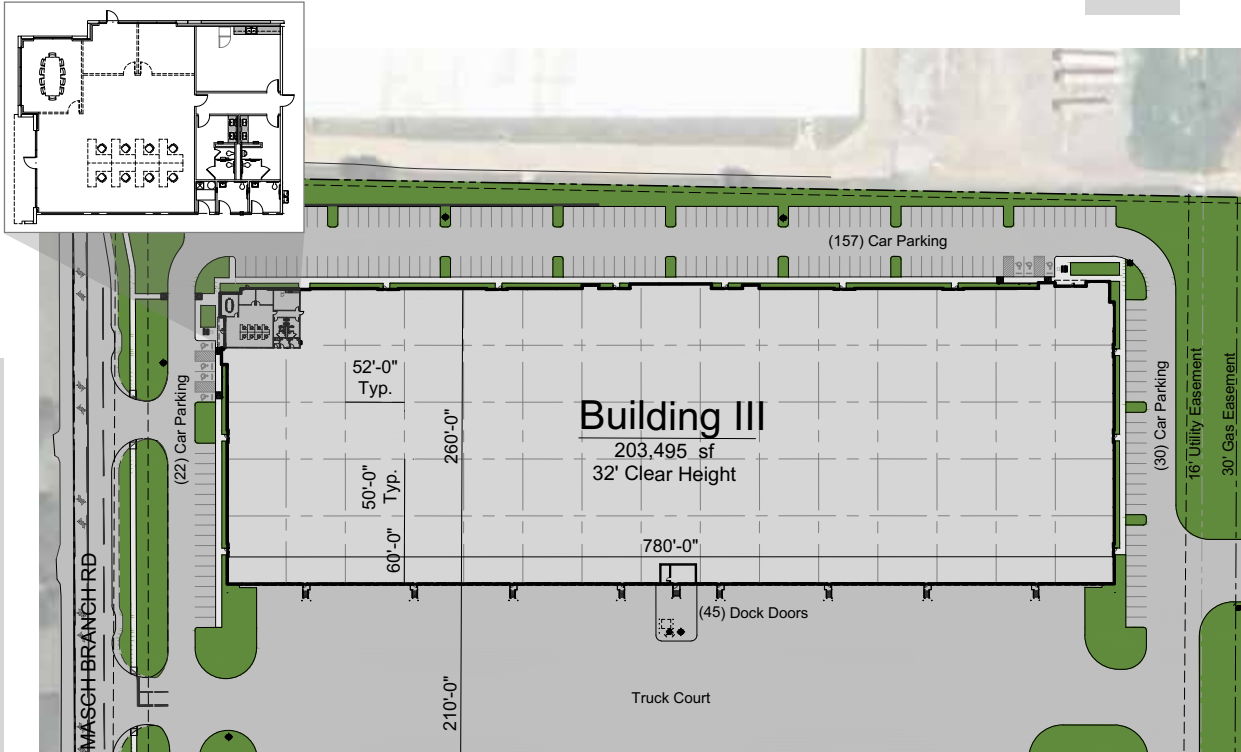 (157) Car Parking
52'-0"
Typ.
Building III
203,495 sf
32' Clear Height
260'-0"
(22) Car Parking
(30) Car Parking
16' Utility Easement
30' Gas Easement
50'-0"
Typ.
60'-0"
780'-0"
MASCH BRANCH RD
(45) Dock Doors
Truck Court
210'-0"